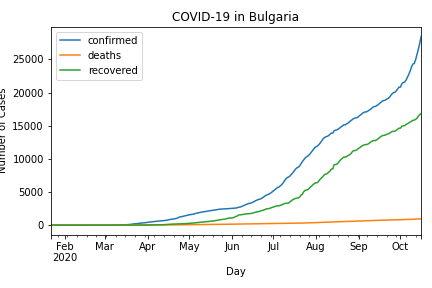 COVID-19 in Bulgaria
confirmed
deaths
recovered
25000
20000
15000
10000
5000
0
Number of Cases
Feb Mar Apr May Jun Jul Aug Sep Oct
2020
Day